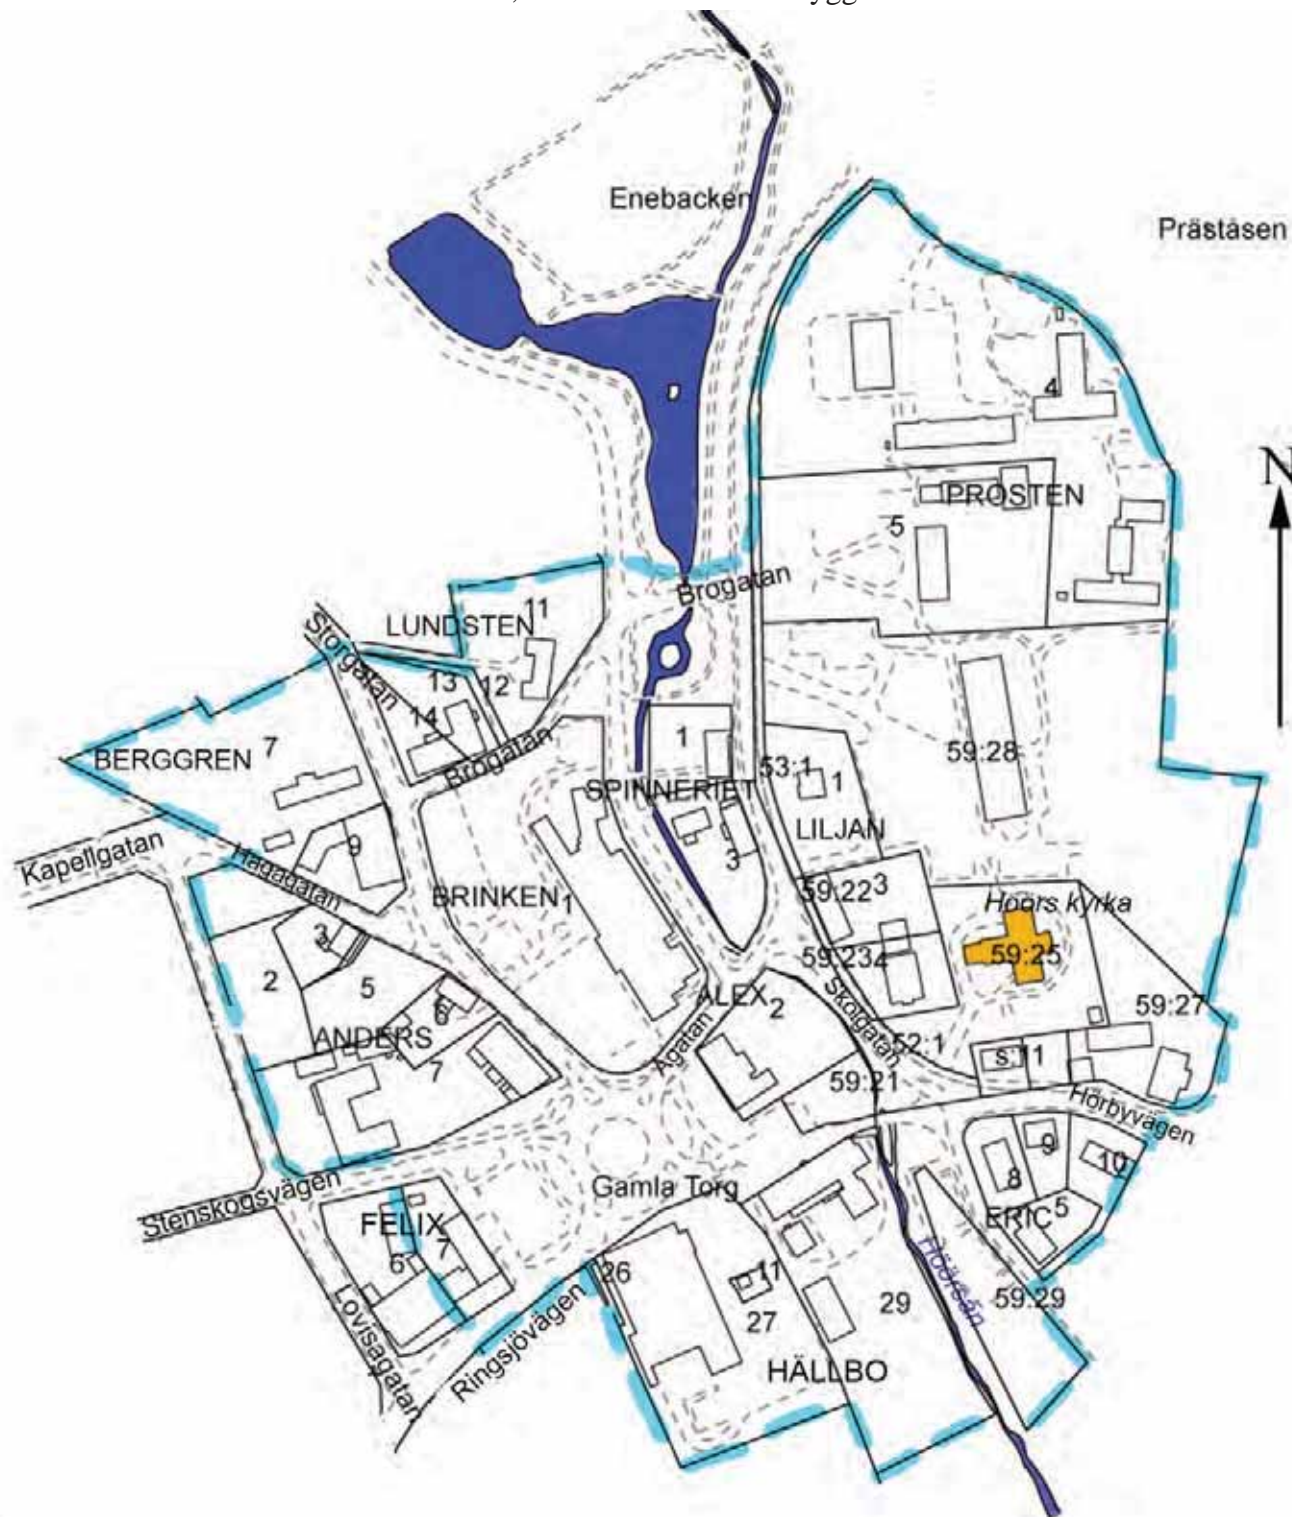 Enebacken
Präståsen
N
4
PROSTEN
5
Brogatan
LUNDSTEN
11
Storgatan
13
12
14
Brogatan
BERGGREN
7
1
SPINNERIET
53:1
1
59:28
LILJAN
Kapellgatan
Hagagatan
9
3
BRINKEN
1
59:22
3
Höörs kyrka
59:25
59:23
2
3
2
5
6
ANDERS
7
ALEX
2
Ågatan
Skolgatan
52:1
59:21
s:11
59:27
Hörbyvägen
9
8
10
ERIC
5
Stenskogsvägen
Gamla Torg
FELIX
6
7
Lovisagatan
Ringsjövägen
26
11
27
29
HÄLLBO
Höörsån
59:29